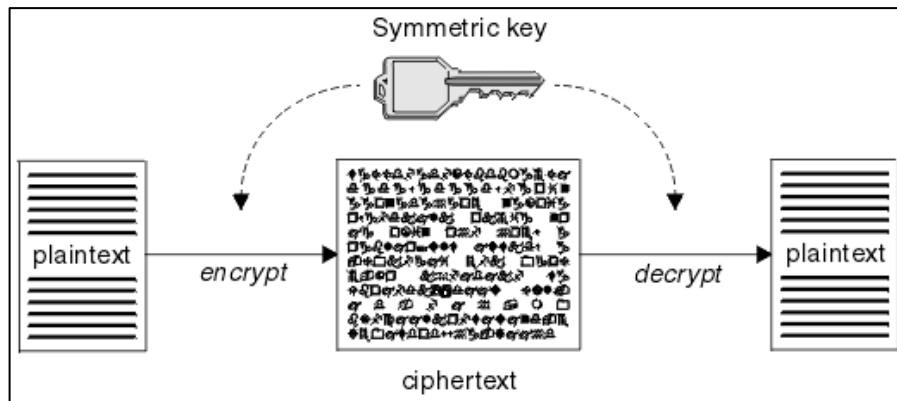 Symmetric key
plaintext
encrypt
decrypt
plaintext
ciphertext